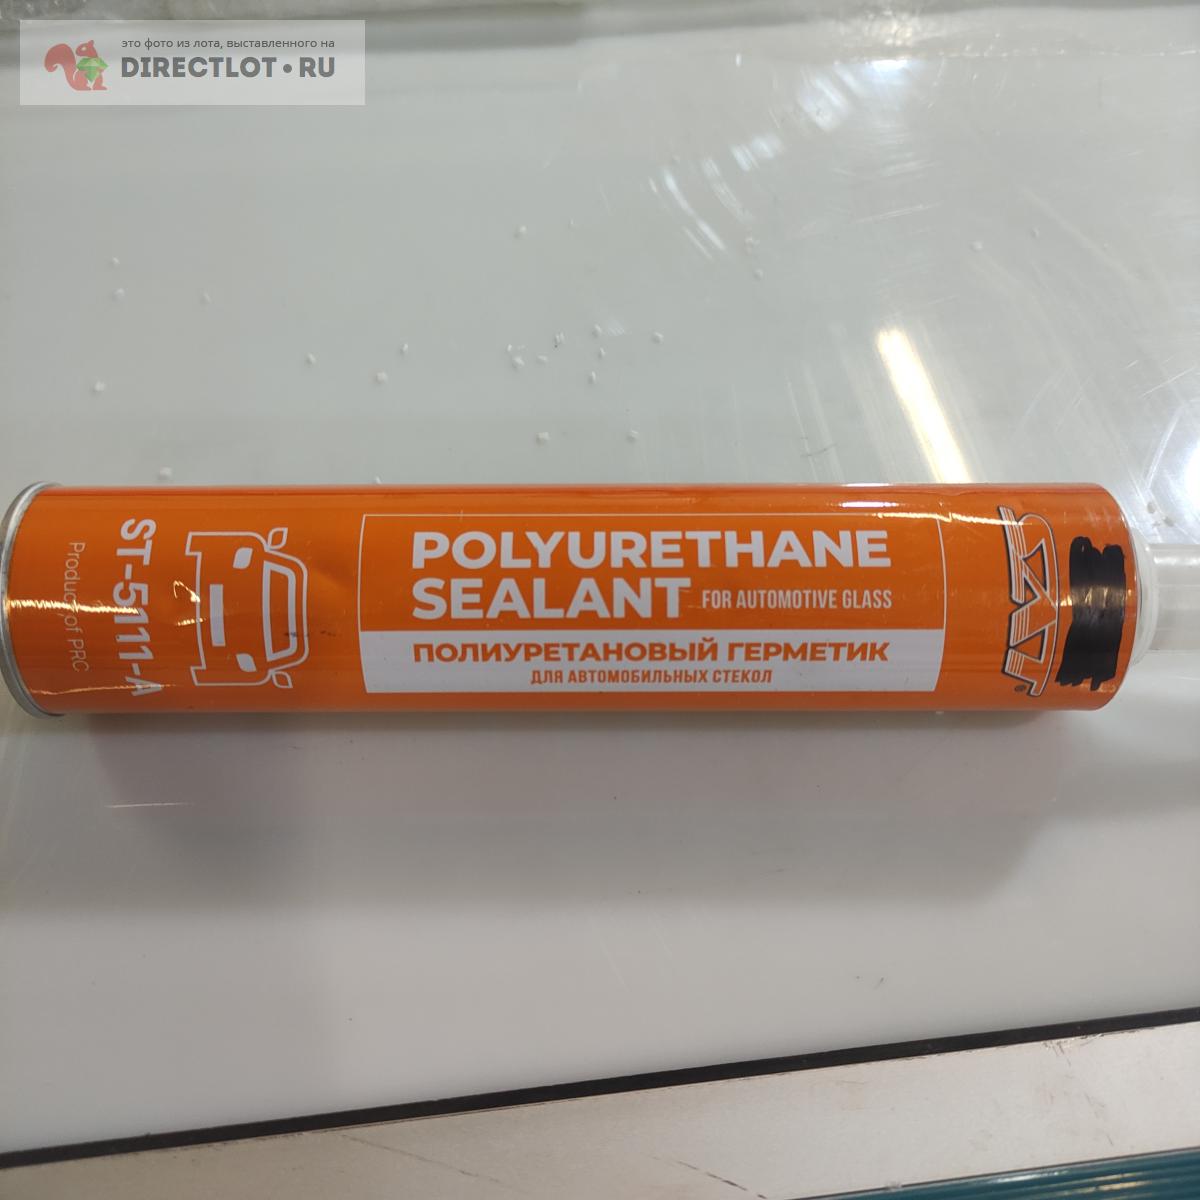 это фото из лота, выставленного на
DIRECTLOT.RU
POLYURETHANE
SEALANT FOR AUTOMOTIVE GLASS
ПОЛИУРЕТАНОВЫЙ ГЕРМЕТИК
ДЛЯ АВТОМОБИЛЬНЫХ СТЕКОЛ
ST-5111-A
Product of PRC